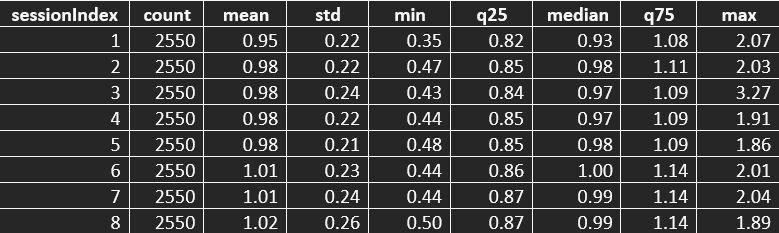 sessionIndex count mean std min q25 median q75 max
1 2550 0.95 0.22 0.35 0.82 0.93 1.08 2.07
2 2550 0.98 0.22 0.47 0.85 0.98 1.11 2.03
3 2550 0.98 0.24 0.43 0.84 0.97 1.09 3.27
4 2550 0.98 0.22 0.44 0.85 0.97 1.09 1.91
5 2550 0.98 0.21 0.48 0.85 0.98 1.09 1.86
6 2550 1.01 0.23 0.44 0.86 1.00 1.14 2.01
7 2550 1.01 0.24 0.44 0.87 0.99 1.14 2.04
8 2550 1.02 0.26 0.50 0.87 0.99 1.14 1.89